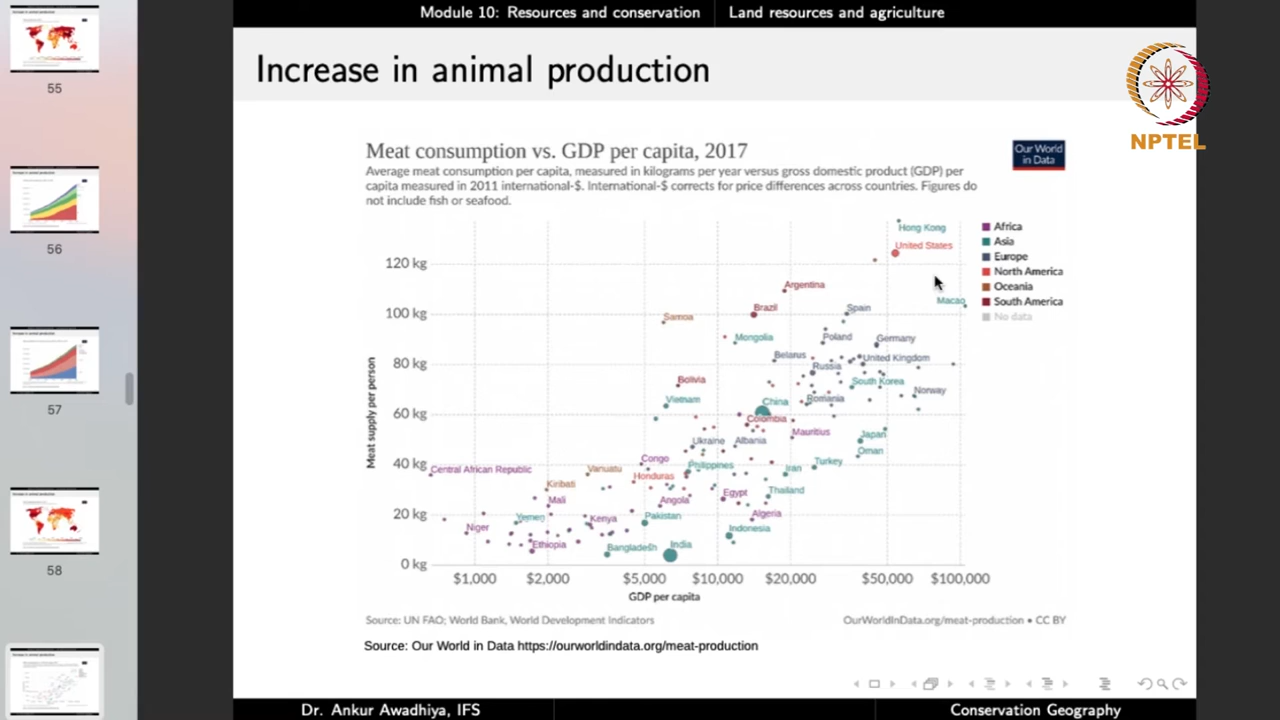 Module 10: Resources and conservation Land resources and agriculture
Increase in animal production
NPTEL
Meat consumption vs. GDP per capita, 2017
Our World
in Data
Average meat consumption per capita, measured in kilograms per year versus gross domestic product (GDP) per
capita measured in 2011 international-$. International-$ corrects for price differences across countries. Figures do
not include fish or seafood.
Africa
Asia
Europe
North America
Oceania
South America
No data
Meat supply per person
120 kg
100 kg
80 kg
60 kg
40 kg
20 kg
0 kg
Hong Kong
United States
Argentina
Macao
Brazil
Spain
Samoa
Mongolia
Poland
Germany
Belarus
United Kingdom
Russia
Bolivia
South Korea
Norway
Vietnam
China
Romania
Colombia
Mauritius
Japan
Ukraine
Albania
Oman
Congo
Central African Republic
Vanuatu
Philippines
Iran
Turkey
Kiribati
Honduras
Mali
Angola
Egypt
Thailand
Yemen
Kenya
Pakistan
Algeria
Niger
Indonesia
Ethiopia
Bangladesh
India
$1,000
$2,000
$5,000
$10,000
$20,000
$50,000
$100,000
GDP per capita
Source: UN FAO; World Bank, World Development Indicators
OurWorldInData.org/meat-production • CC BY
Source: Our World in Data https://ourworldindata.org/meat-production
Dr. Ankur Awadhiya, IFS
Conservation Geography
55
56
57
58